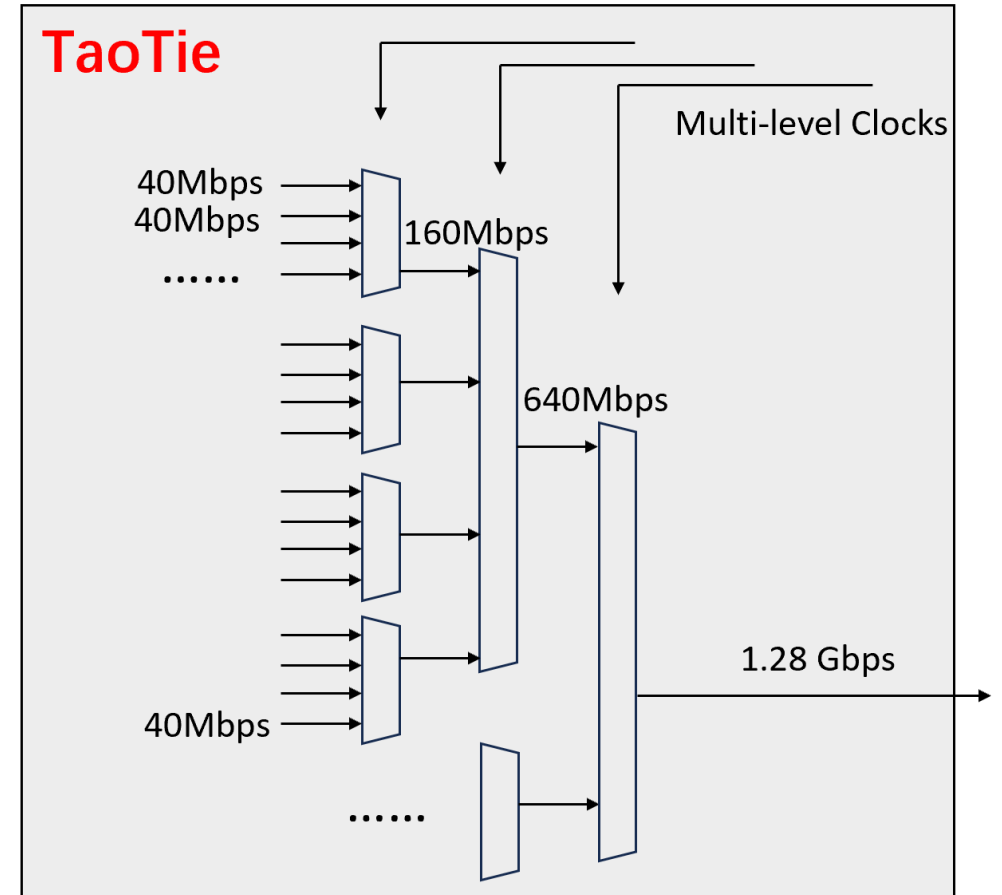 TaoTie
Multi-level Clocks
40Mbps
40Mbps
160Mbps
......
640Mbps
1.28 Gbps
40Mbps
......